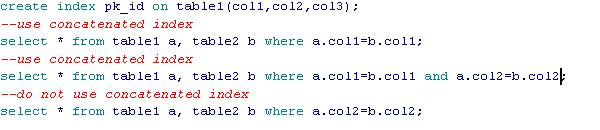 create index pk_id on table1(col1,col2,col3);
--use concatenated index
select * from table1 a, table2 b where a.col1=b.col1;
--use concatenated index
select * from table1 a, table2 b where a.col1=b.col1 and a.col2=b.col2;
--do not use concatenated index
select * from table1 a, table2 b where a.col2=b.col2;